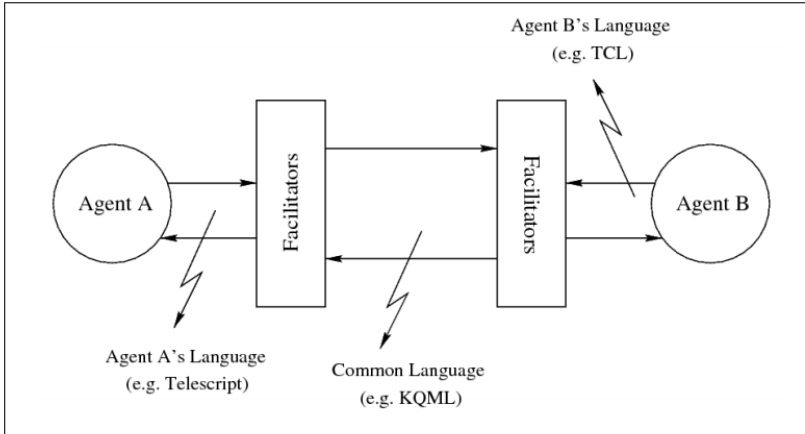 Agent B's Language
(e.g. TCL)
Agent A
Facilitators
Facilitators
Agent B
Agent A's Language
(e.g. Telescript)
Common Language
(e.g. KQML)